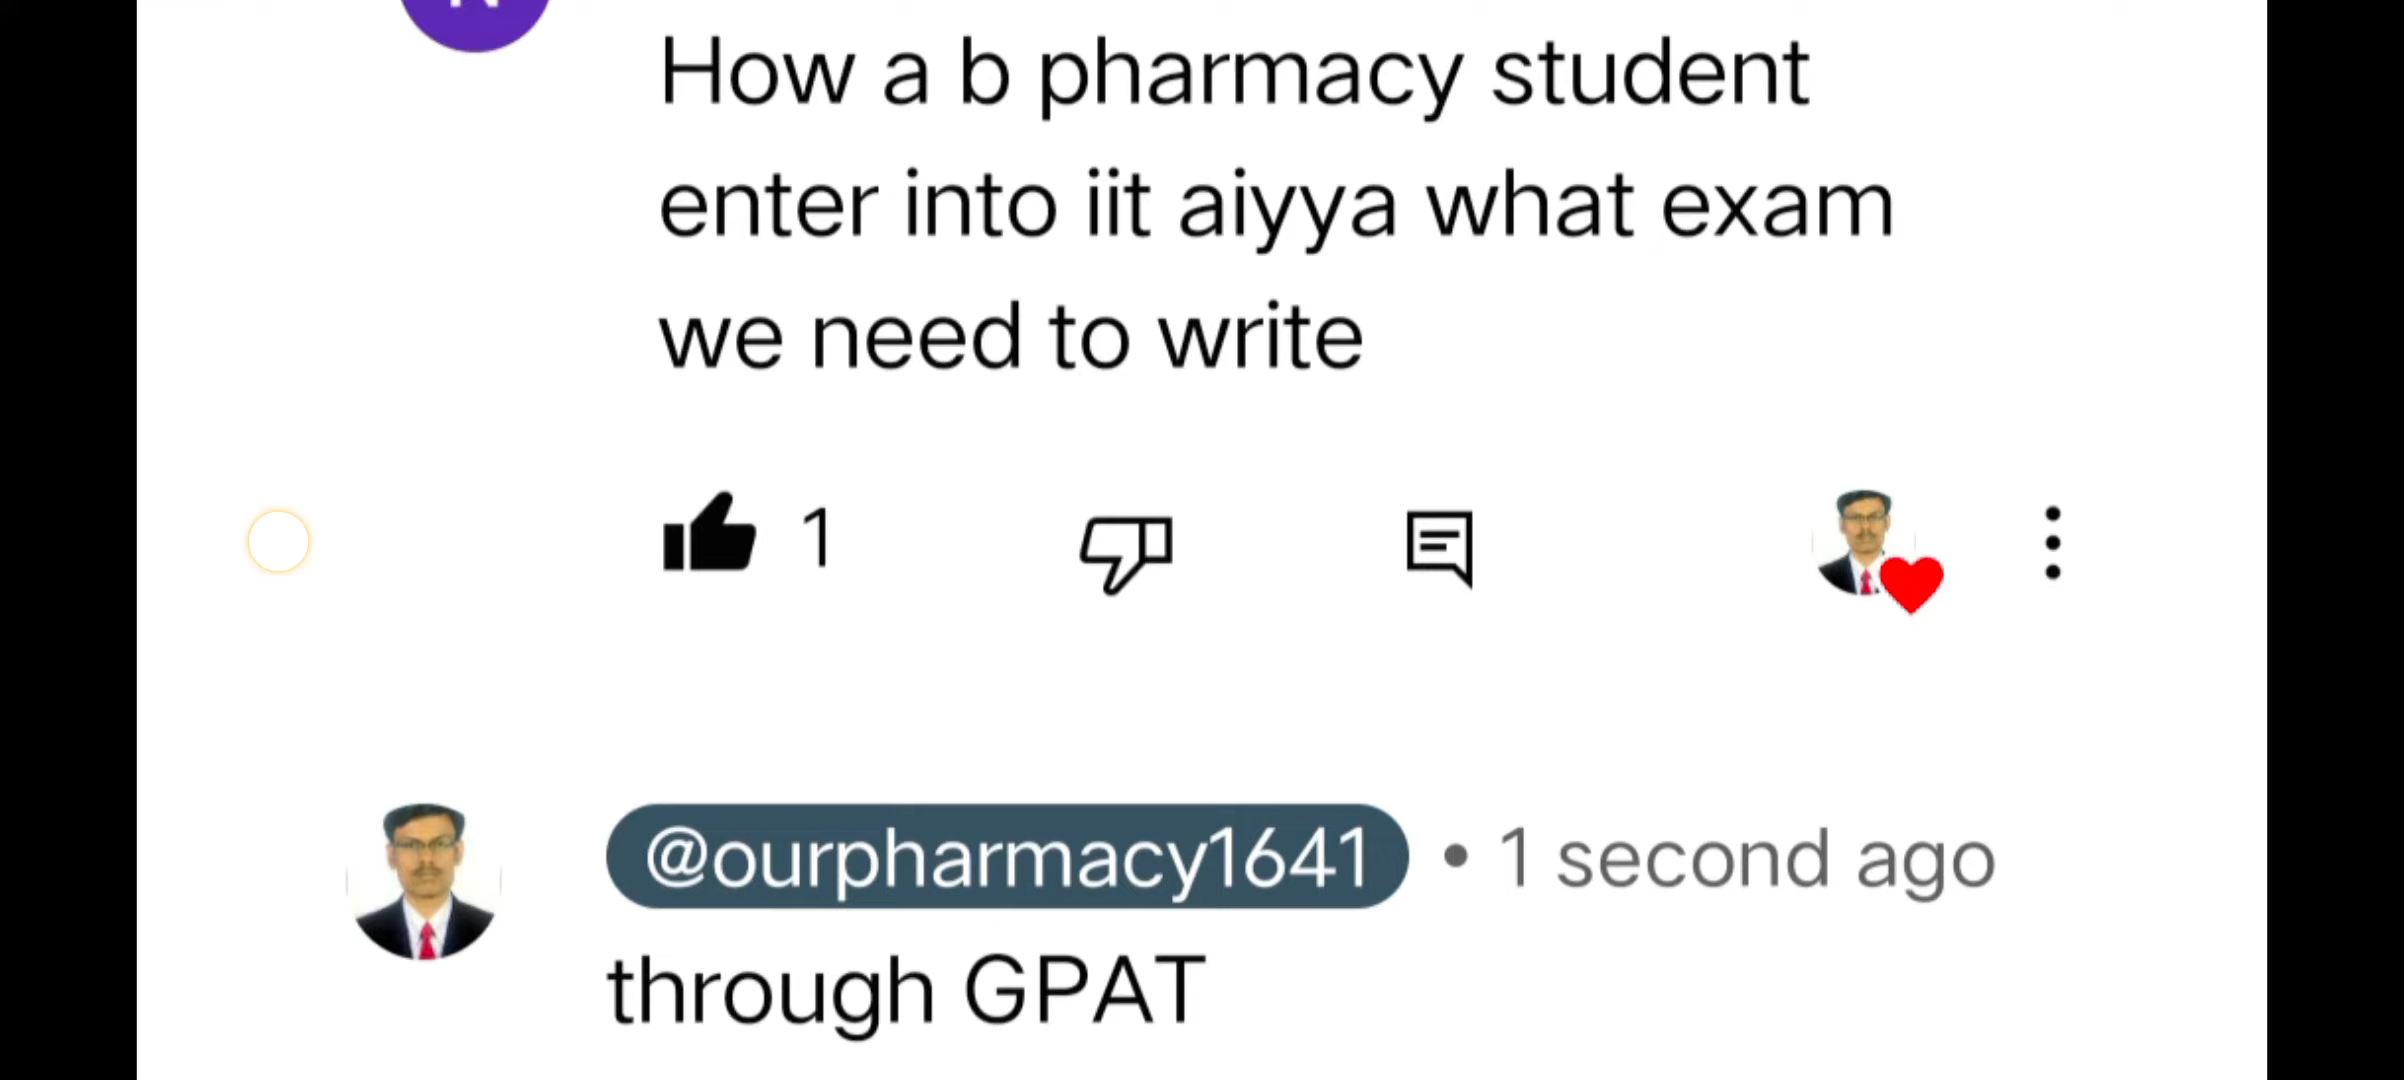 How a b pharmacy student
enter into iit aiyya what exam
we need to write
1
@ourpharmacy1641 • 1 second ago
through GPAT